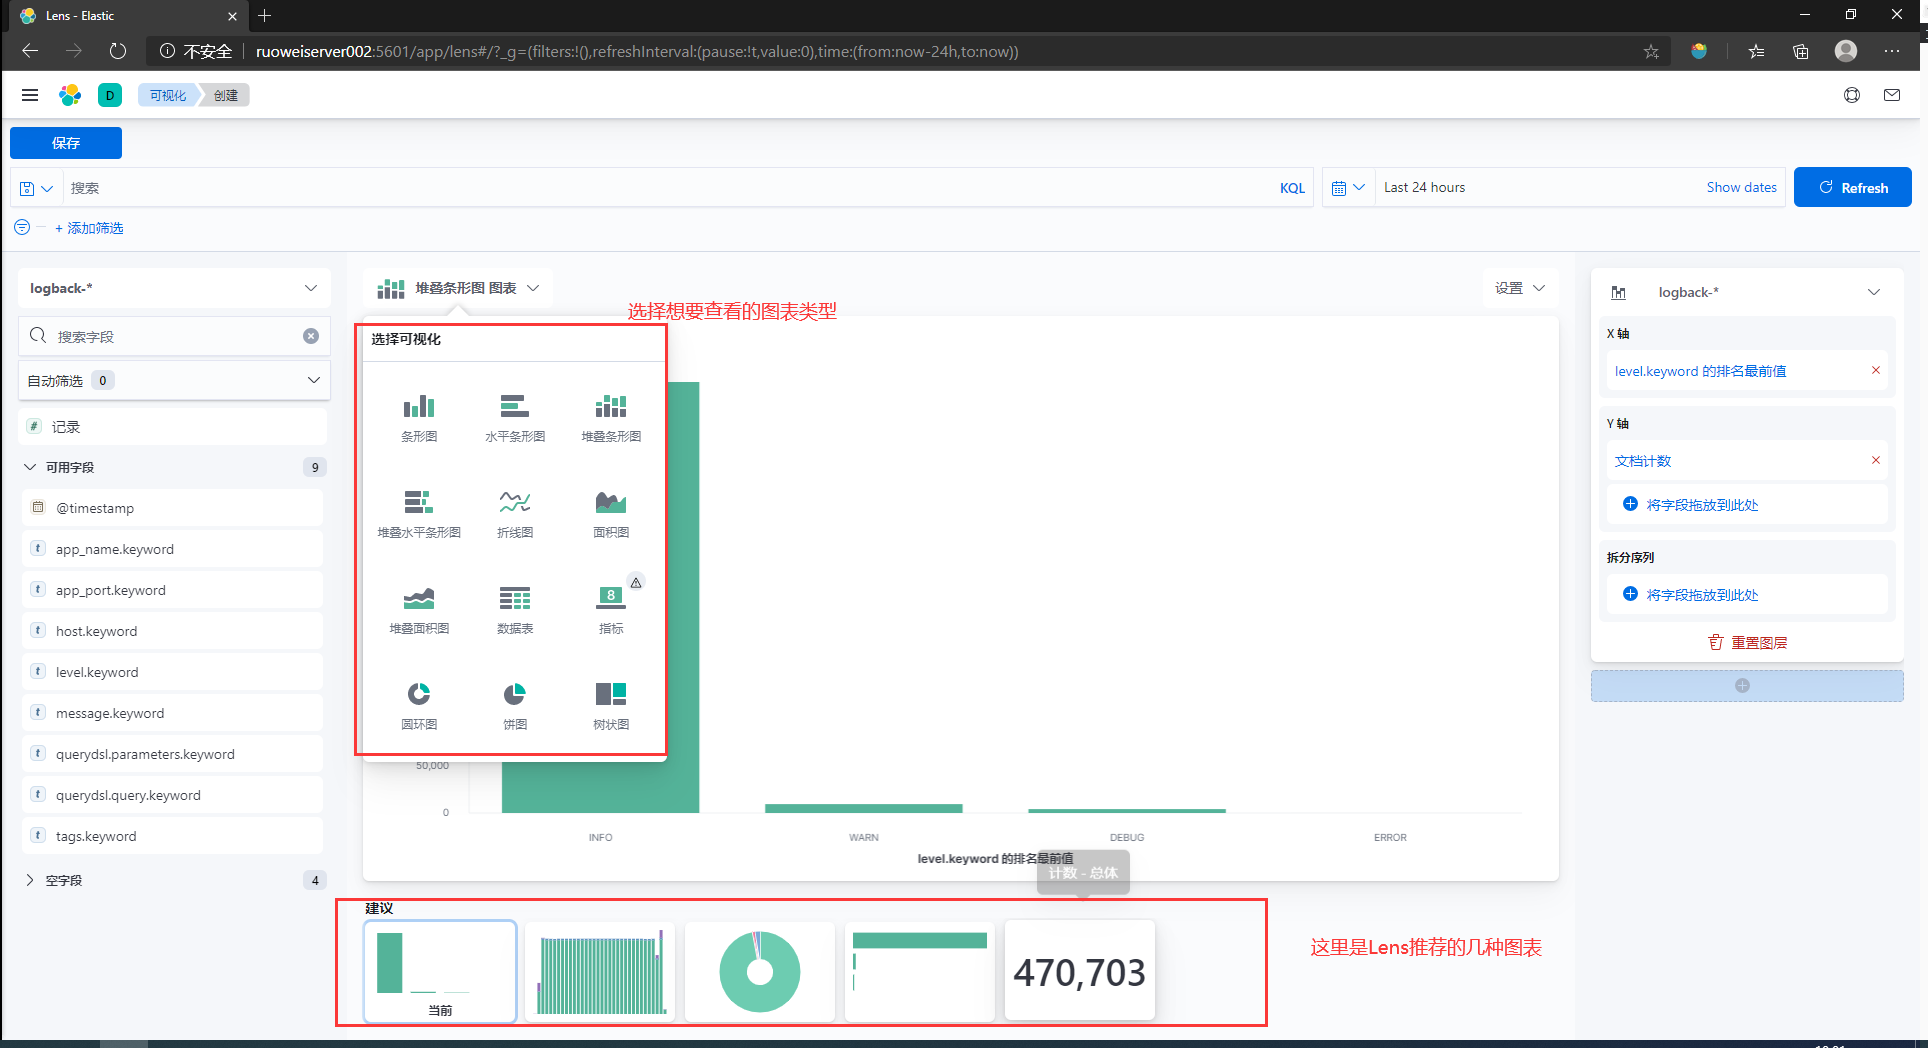 Lens - Elastic
不安全
ruoweiserver002:5601/app/lens#/?_g=(filters:!(),refreshInterval:(pause:!t,value:0),time:(from:now-24h,to:now))
D
可视化
创建
保存
搜索
KQL
Last 24 hours
Show dates
Refresh
+ 添加筛选
logback-*
搜索字段
自动筛选 0
# 记录
可用字段 9
@timestamp
t app_name.keyword
t app_port.keyword
t host.keyword
t level.keyword
t message.keyword
t querydsl.parameters.keyword
t querydsl.query.keyword
t tags.keyword
空字段 4
堆叠条形图 图表
设置
选择想要查看的图表类型
选择可视化
条形图
水平条形图
堆叠条形图
堆叠水平条形图
折线图
面积图
堆叠面积图
数据表
8
指标
圆环图
饼图
树状图
50,000
0
INFO
WARN
DEBUG
ERROR
level.keyword 的排名最前值
计数 - 总体
建议
当前
470,703
这里是Lens推荐的几种图表
logback-*
X 轴
level.keyword 的排名最前值
Y 轴
文档计数
将字段拖放到此处
拆分序列
将字段拖放到此处
重置图层